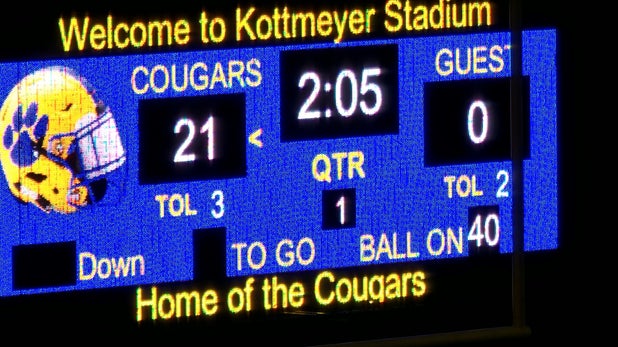 Welcome to Kottmeyer Stadium
COUGARS 2:05 GUEST
21 < 0
QTR
TOL 3 1 TOL 2
Down TO GO BALL ON 40
Home of the Cougars